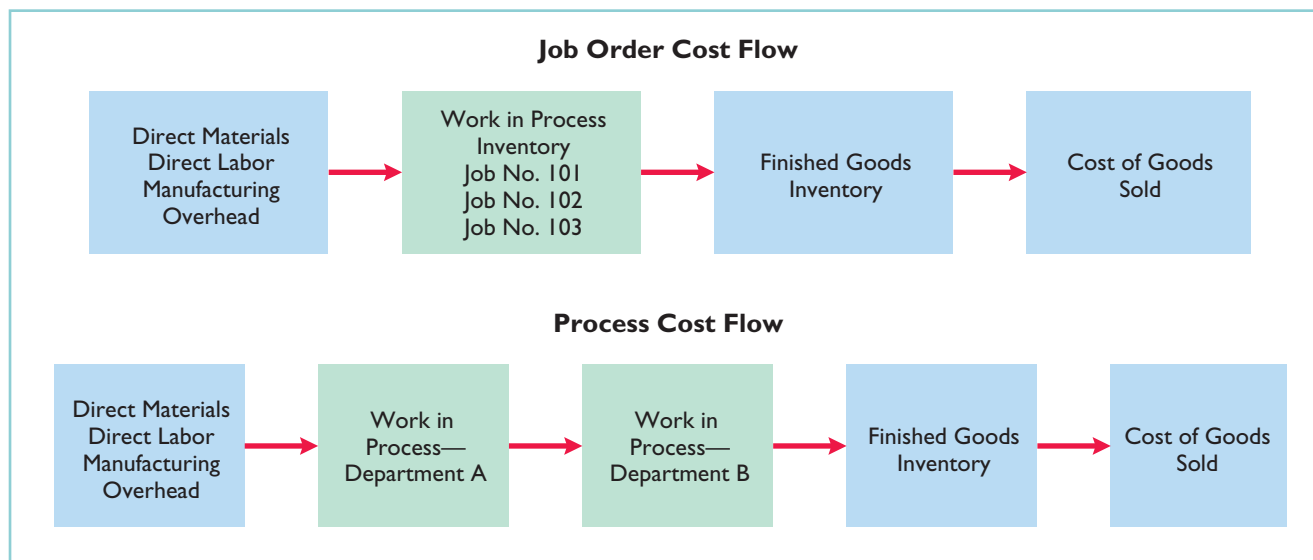 Job Order Cost Flow
Direct Materials
Direct Labor
Manufacturing
Overhead
Work in Process
Inventory
Job No. 101
Job No. 102
Job No. 103
Finished Goods
Inventory
Cost of Goods
Sold
Process Cost Flow
Direct Materials
Direct Labor
Manufacturing
Overhead
Work in
Process—
Department A
Work in
Process—
Department B
Finished Goods
Inventory
Cost of Goods
Sold